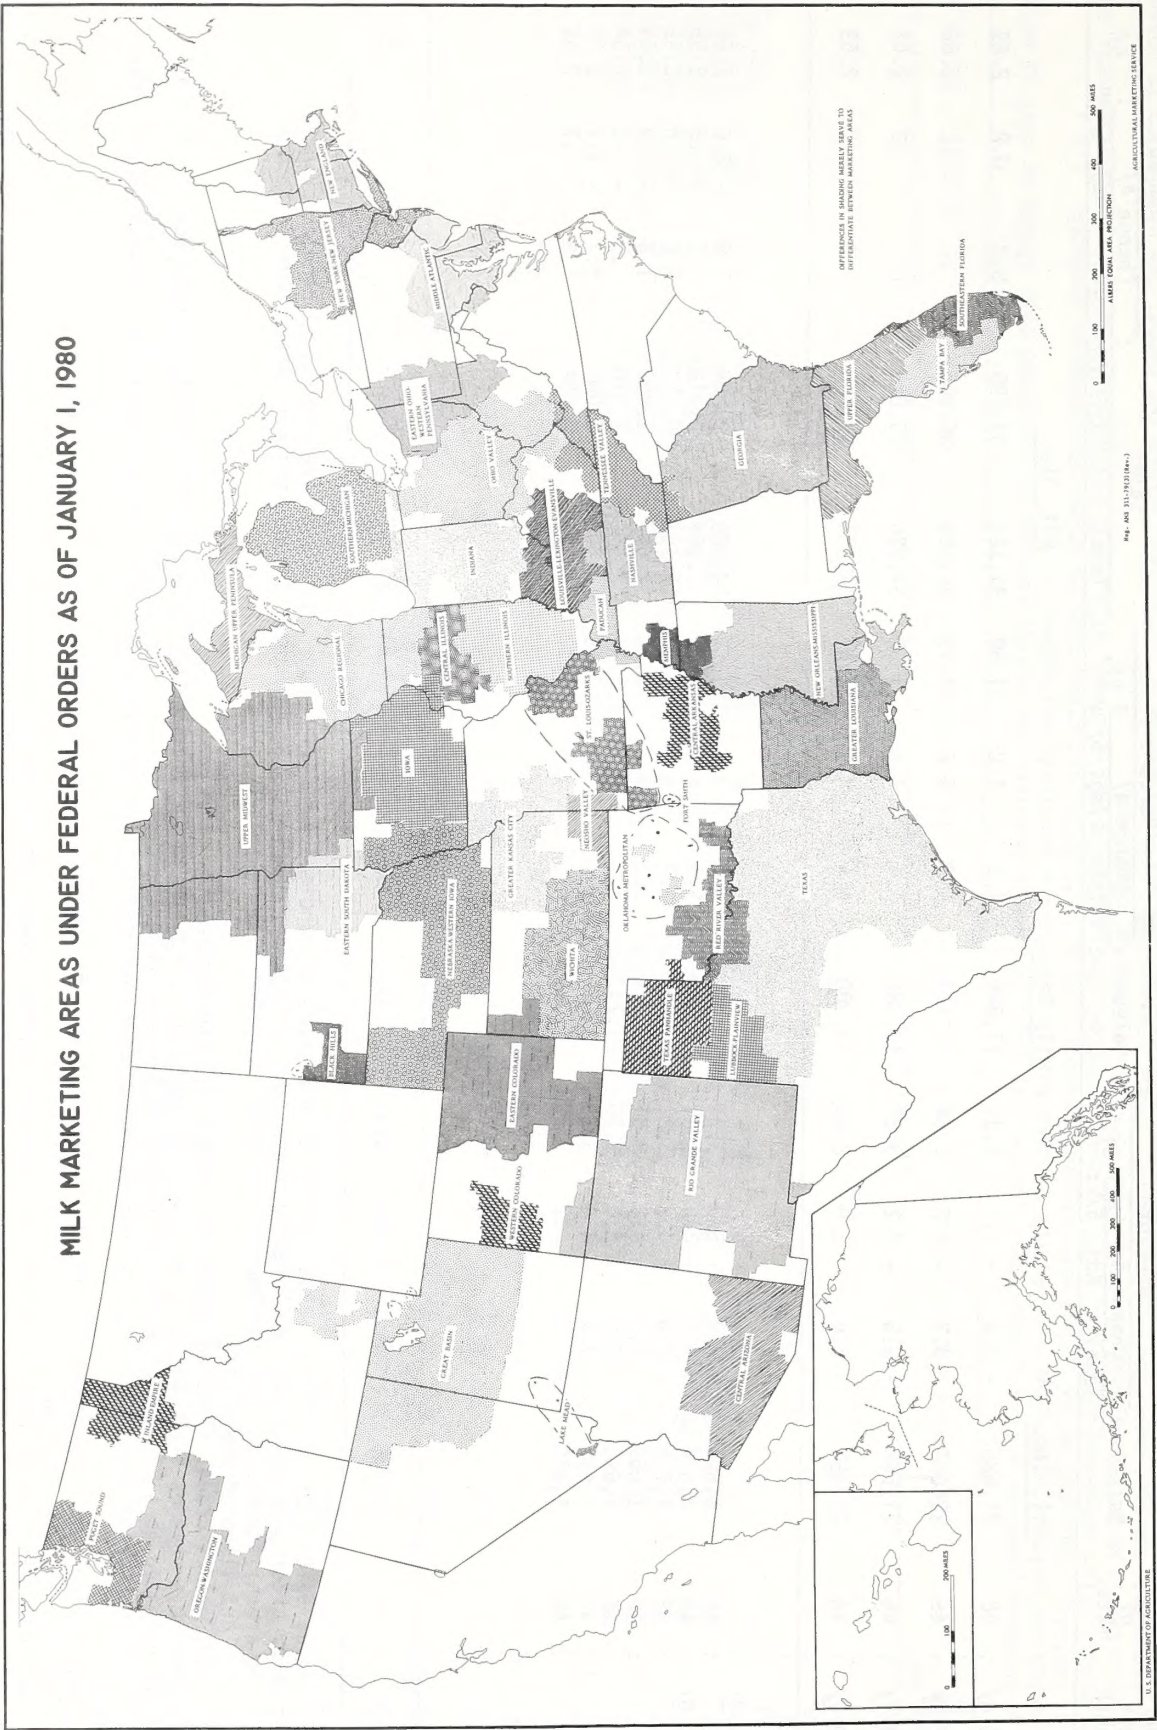 MILK MARKETING AREAS UNDER FEDERAL ORDERS AS OF JANUARY 1, 1980
PUGET SOUND
INLAND EMPIRE
OREGON-WASHINGTON
GREAT BASIN
LAKE MEAD
CENTRAL ARIZONA
WESTERN COLORADO
EASTERN COLORADO
RIO GRANDE VALLEY
BLACK HILLS
EASTERN SOUTH DAKOTA
UPPER MIDWEST
NEBRASKA-WESTERN IOWA
IOWA
GREATER KANSAS CITY
WICHITA
NEOSHO VALLEY
OKLAHOMA METROPOLITAN
FORT SMITH
RED RIVER VALLEY
TEXAS PANHANDLE
LUBBOCK-PLAINVIEW
TEXAS
MICHIGAN UPPER PENINSULA
CHICAGO REGIONAL
SOUTHERN MICHIGAN
CENTRAL ILLINOIS
SOUTHERN ILLINOIS
ST. LOUIS-OZARKS
INDIANA
OHIO VALLEY
EASTERN OHIO-
WESTERN
PENNSYLVANIA
LOUISVILLE-LEXINGTON-EVANSVILLE
PADUCAH
NASHVILLE
TENNESSEE VALLEY
MEMPHIS
CENTRAL ARKANSAS
GREATER LOUISIANA
NEW ORLEANS-MISSISSIPPI
GEORGIA
UPPER FLORIDA
TAMPA BAY
SOUTHEASTERN FLORIDA
NEW ENGLAND
NEW YORK-NEW JERSEY
MIDDLE ATLANTIC
DIFFERENCES IN SHADING MERELY SERVE TO
DIFFERENTIATE BETWEEN MARKETING AREAS
0 100 200 300 400 500 MILES
ALBERS EQUAL AREA PROJECTION
0 100 200 MILES
0 100 200 300 400 500 MILES
U. S. DEPARTMENT OF AGRICULTURE
Neg. AMS 311-79(3)(Rev.)
AGRICULTURAL MARKETING SERVICE